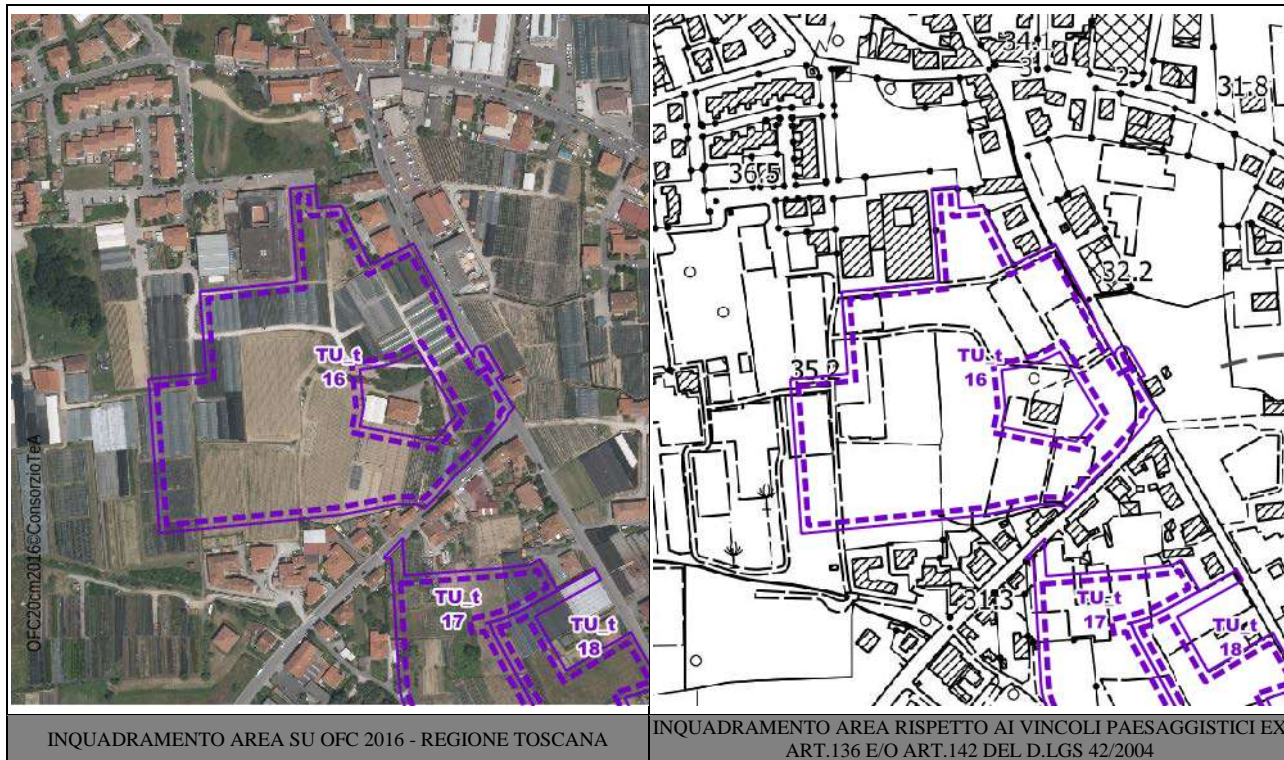 OFC20cm2016©ConsorzioTeA
TU_t
16
TU_t
17
TU_t
18
34.1
3
2
31.8
36.5
32.2
35.2
TU_t
16
31.3
TU_t
17
TU_t
18
INQUADRAMENTO AREA SU OFC 2016 - REGIONE TOSCANA
INQUADRAMENTO AREA RISPETTO AI VINCOLI PAESAGGISTICI EX
ART.136 E/O ART.142 DEL D.LGS 42/2004